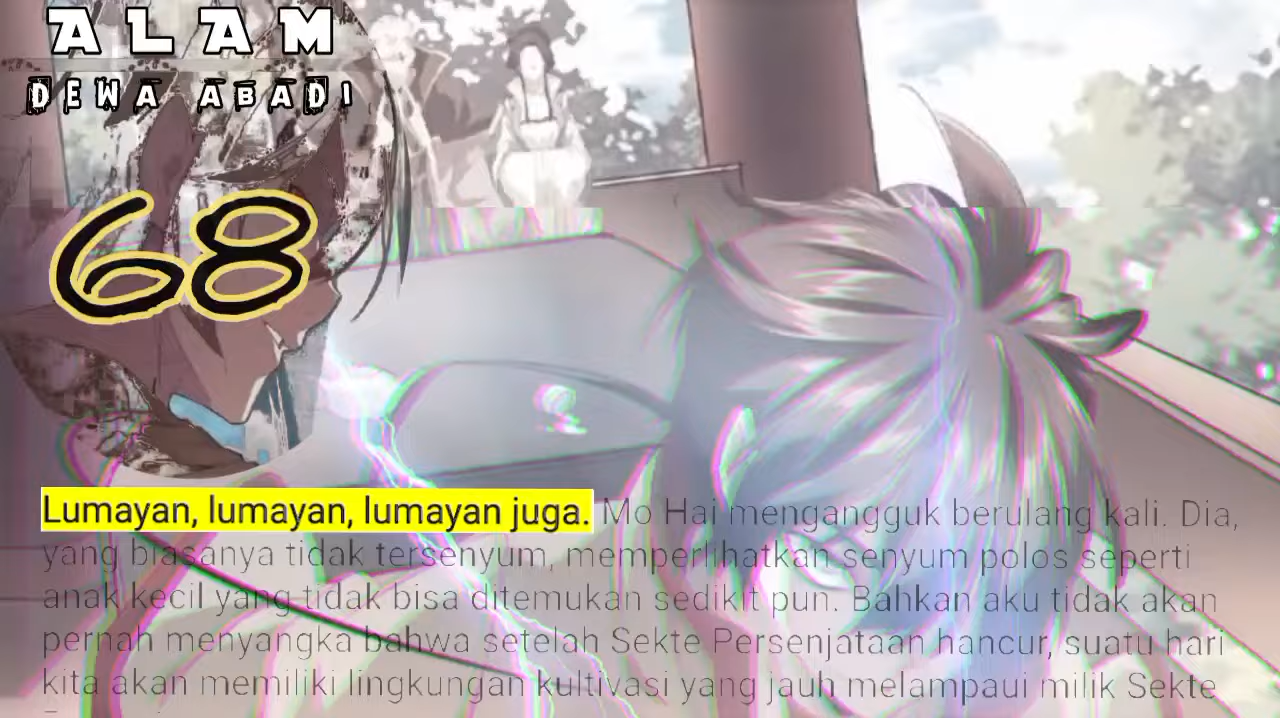 ALAM
DEWA ABADI
68
Lumayan, lumayan, lumayan juga. Mo Hai mengangguk berulang kali. Dia,
yang biasanya tidak tersenyum, memperlihatkan senyum polos seperti
anak kecil yang tidak bisa ditemukan sedikit pun. Bahkan aku tidak akan
pernah menyangka bahwa setelah Sekte Persenjataan hancur, suatu hari
kita akan memiliki lingkungan kultivasi yang jauh melampaui milik Sekte